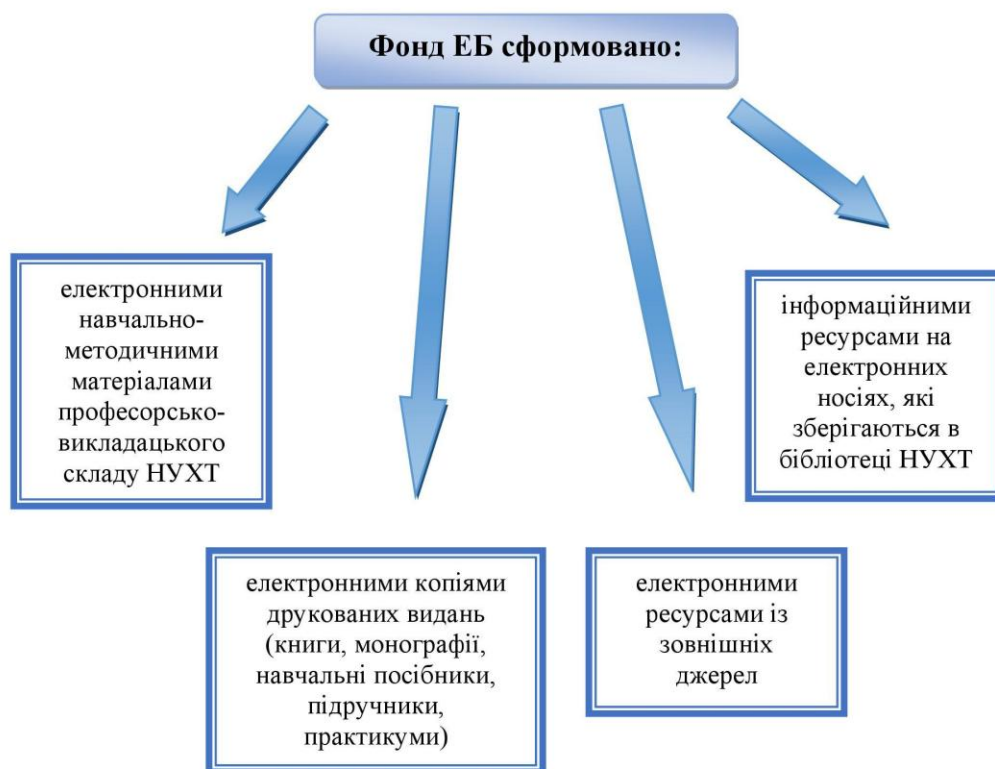 Фонд ЕБ сформовано:
електронними
навчально-
методичними
матеріалами
професорсько-
викладацького
складу НУХТ
електронними копіями
друкованих видань
(книги, монографії,
навчальні посібники,
підручники,
практикуми)
електронними
ресурсами із
зовнішніх
джерел
інформаційними
ресурсами на
електронних
носіях, які
зберігаються в
бібліотеці НУХТ